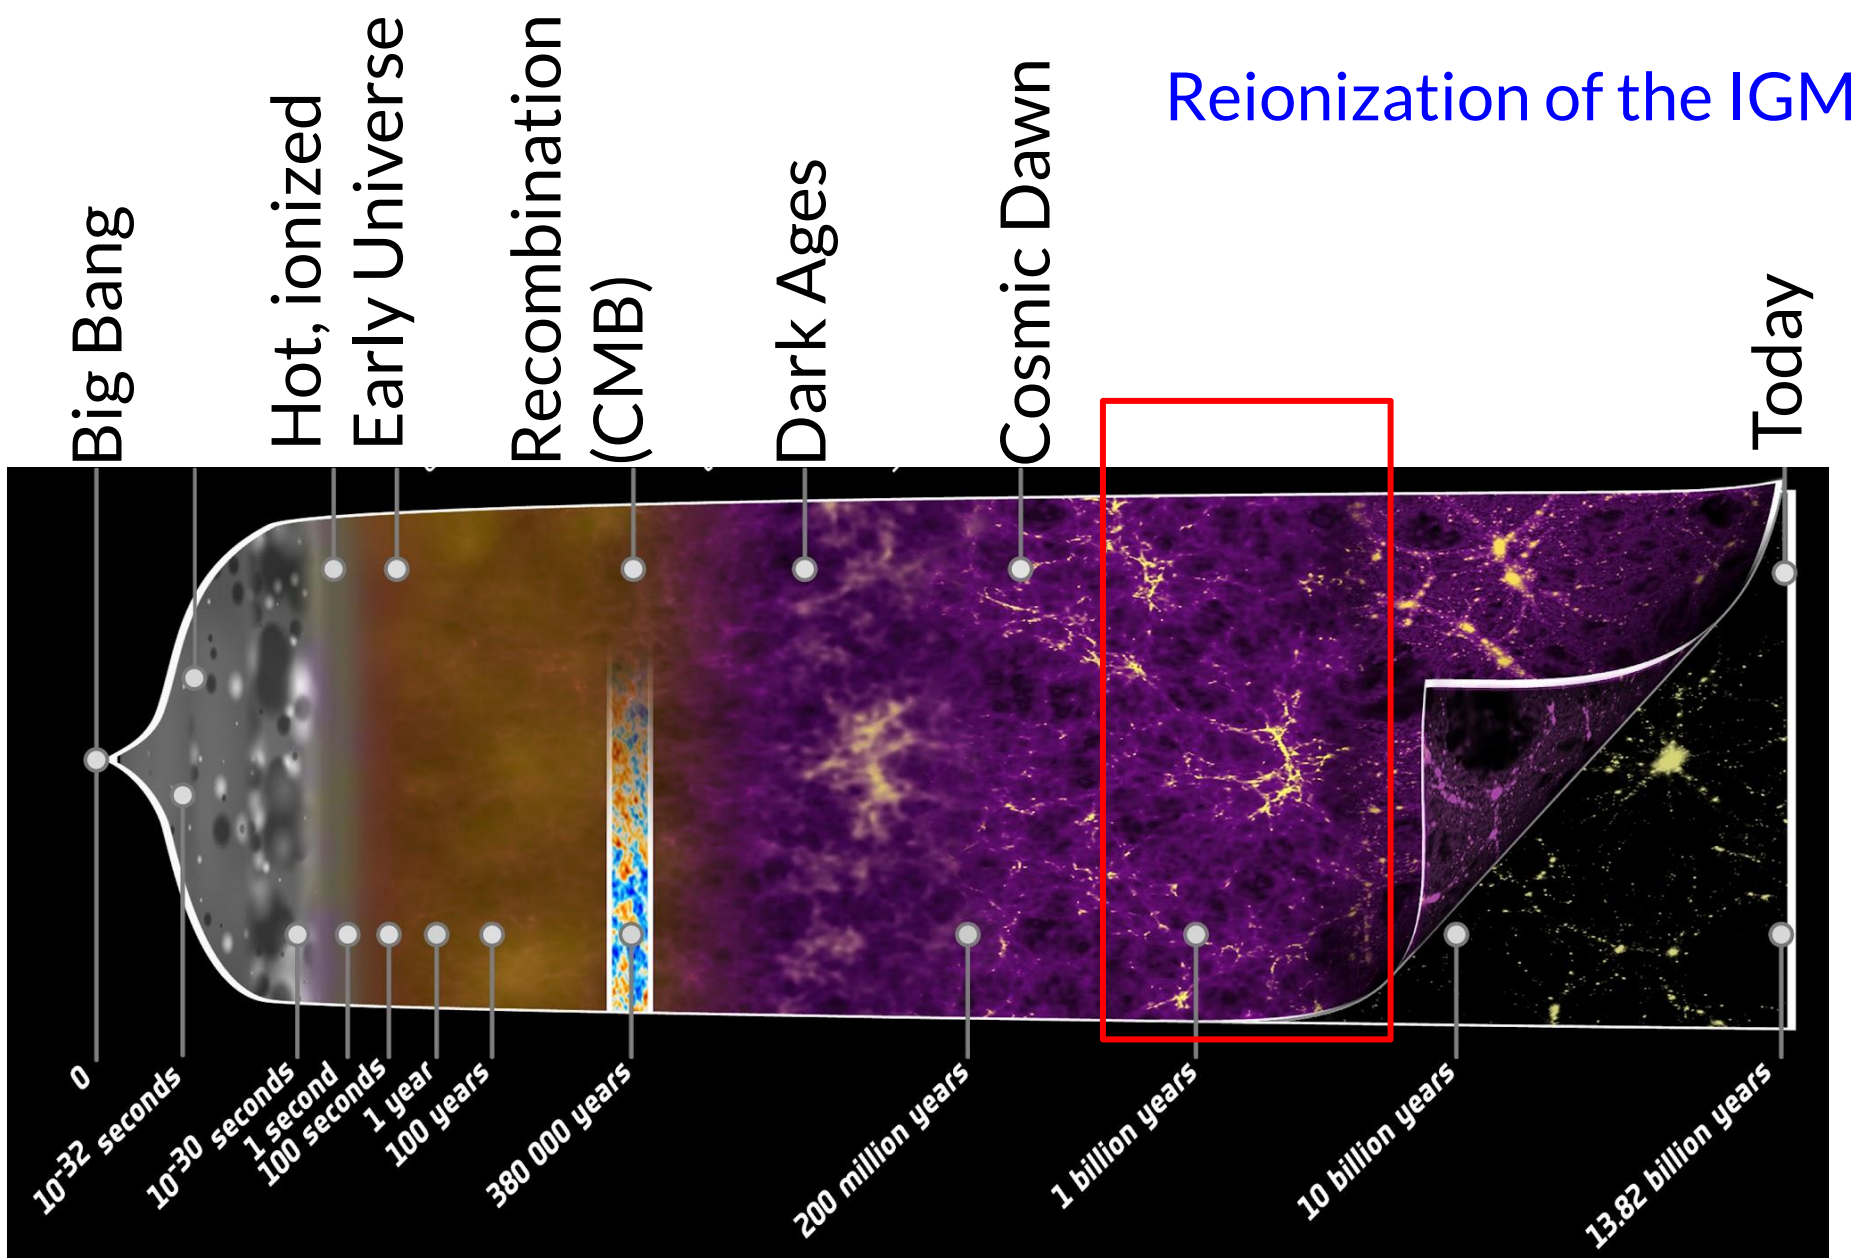 Reionization of the IGM
Big Bang
Hot, ionized
Early Universe
Recombination
(CMB)
Dark Ages
Cosmic Dawn
Today
0
10-32 seconds
10-30 seconds
1 second
100 seconds
1 year
100 years
380 000 years
200 million years
1 billion years
10 billion years
13.82 billion years